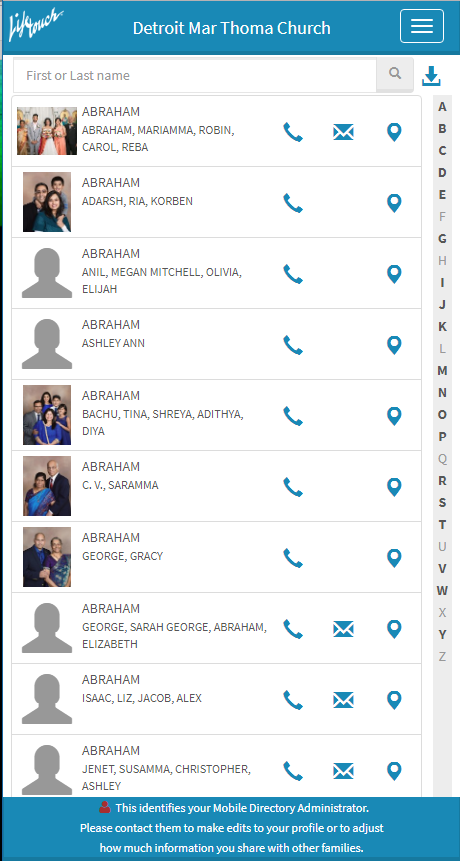 Lifetouch
Detroit Mar Thoma Church
First or Last name
ABRAHAM
ABRAHAM, MARIAMMA, ROBIN,
CAROL, REBA
ABRAHAM
ADARSH, RIA, KORBEN
ABRAHAM
ANIL, MEGAN MITCHELL, OLIVIA,
ELIJAH
ABRAHAM
ASHLEY ANN
ABRAHAM
BACHU, TINA, SHREYA, ADITHYA,
DIYA
ABRAHAM
C. V., SARAMMA
ABRAHAM
GEORGE, GRACY
ABRAHAM
GEORGE, SARAH GEORGE, ABRAHAM,
ELIZABETH
ABRAHAM
ISAAC, LIZ, JACOB, ALEX
ABRAHAM
JENET, SUSAMMA, CHRISTOPHER,
ASHLEY
A
B
C
D
E
F
G
H
I
J
K
L
M
N
O
P
Q
R
S
T
U
V
W
X
Y
Z
This identifies your Mobile Directory Administrator.
Please contact them to make edits to your profile or to adjust
how much information you share with other families.